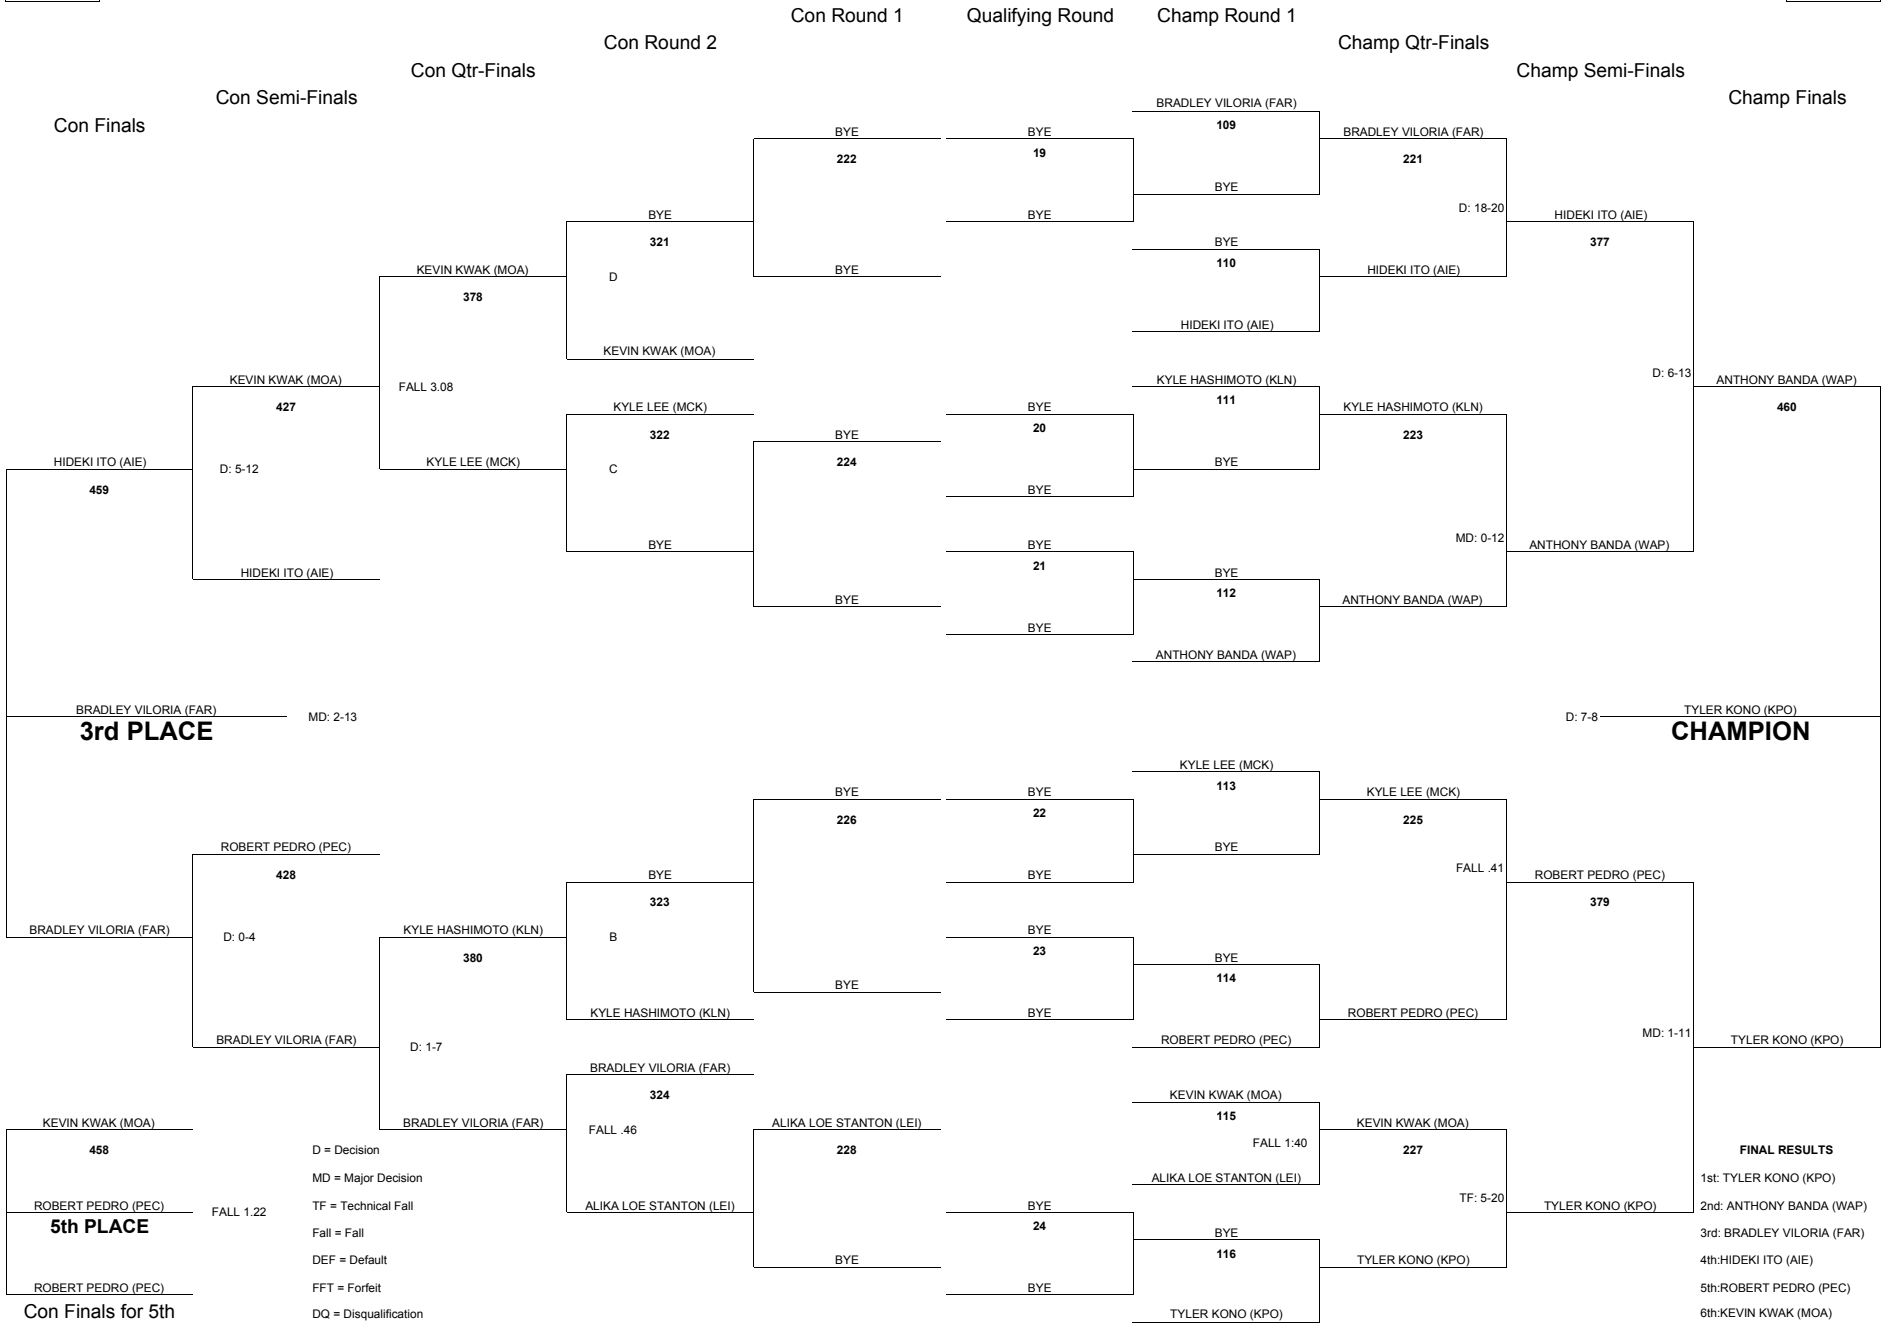 Con Round 1
Qualifying Round
Champ Round 1
Con Round 2
Champ Qtr-Finals
Con Qtr-Finals
Champ Semi-Finals
Con Semi-Finals
Champ Finals
Con Finals
HIDEKI ITO (AIE)
459
BRADLEY VILORIA (FAR)
3rd PLACE
MD: 2-13
BRADLEY VILORIA (FAR)
KEVIN KWAK (MOA)
458
ROBERT PEDRO (PEC)
5th PLACE
FALL 1.22
ROBERT PEDRO (PEC)
Con Finals for 5th
KEVIN KWAK (MOA)
427
D: 5-12
HIDEKI ITO (AIE)
ROBERT PEDRO (PEC)
428
D: 0-4
BRADLEY VILORIA (FAR)
D = Decision
MD = Major Decision
TF = Technical Fall
Fall = Fall
DEF = Default
FFT = Forfeit
DQ = Disqualification
KEVIN KWAK (MOA)
378
FALL 3.08
KYLE LEE (MCK)
KYLE HASHIMOTO (KLN)
380
D: 1-7
BRADLEY VILORIA (FAR)
BYE
321
D
KEVIN KWAK (MOA)
KYLE LEE (MCK)
322
C
BYE
BYE
323
B
KYLE HASHIMOTO (KLN)
BRADLEY VILORIA (FAR)
324
FALL .46
ALIKA LOE STANTON (LEI)
BYE
222
BYE
BYE
224
BYE
BYE
226
BYE
ALIKA LOE STANTON (LEI)
228
BYE
BYE
19
BYE
BYE
20
BYE
BYE
21
BYE
BYE
22
BYE
BYE
23
BYE
BYE
24
BYE
BRADLEY VILORIA (FAR)
109
BYE
BYE
110
HIDEKI ITO (AIE)
KYLE HASHIMOTO (KLN)
111
BYE
BYE
112
ANTHONY BANDA (WAP)
KYLE LEE (MCK)
113
BYE
BYE
114
ROBERT PEDRO (PEC)
KEVIN KWAK (MOA)
115
FALL 1:40
ALIKA LOE STANTON (LEI)
BYE
116
TYLER KONO (KPO)
BRADLEY VILORIA (FAR)
221
D: 18-20
HIDEKI ITO (AIE)
KYLE HASHIMOTO (KLN)
223
MD: 0-12
ANTHONY BANDA (WAP)
KYLE LEE (MCK)
225
FALL .41
ROBERT PEDRO (PEC)
KEVIN KWAK (MOA)
227
TF: 5-20
TYLER KONO (KPO)
HIDEKI ITO (AIE)
377
D: 6-13
ANTHONY BANDA (WAP)
ROBERT PEDRO (PEC)
379
MD: 1-11
TYLER KONO (KPO)
ANTHONY BANDA (WAP)
460
D: 7-8
TYLER KONO (KPO)
CHAMPION
TYLER KONO (KPO)
FINAL RESULTS
1st: TYLER KONO (KPO)
2nd: ANTHONY BANDA (WAP)
3rd: BRADLEY VILORIA (FAR)
4th:HIDEKI ITO (AIE)
5th:ROBERT PEDRO (PEC)
6th:KEVIN KWAK (MOA)